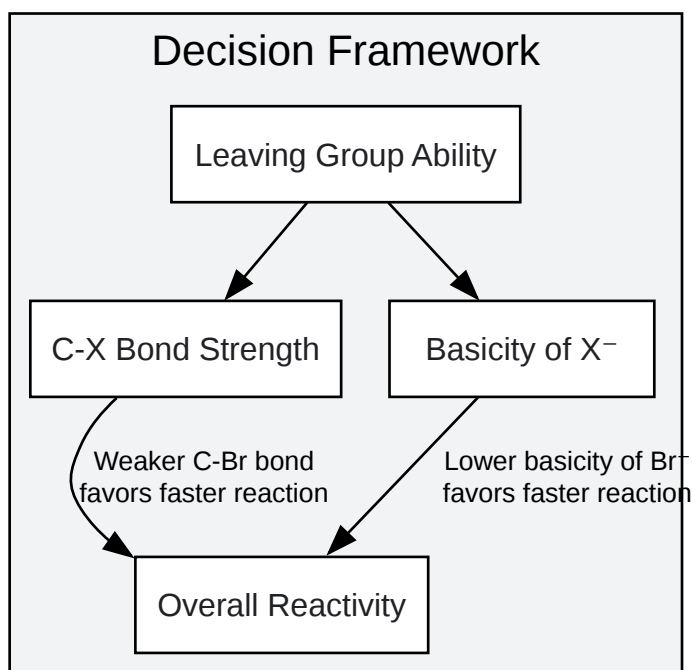 Decision Framework
Leaving Group Ability
C-X Bond Strength
Basicity of X⁻
Weaker C-Br bond
favors faster reaction
Lower basicity of Br⁻
favors faster reaction
Overall Reactivity